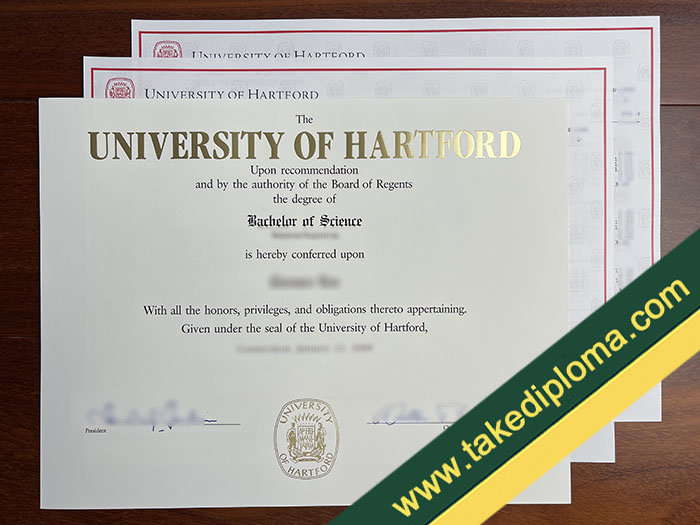 UNIVERSITY OF HARTFORD
UNIVERSITY OF HARTFORD
The
UNIVERSITY OF HARTFORD
Upon recommendation
and by the authority of the Board of Regents
the degree of
Bachelor of Science
is hereby conferred upon
With all the honors, privileges, and obligations thereto appertaining.
Given under the seal of the University of Hartford,
President
UNIVERSITY
OF HARTFORD
www.takediploma.com